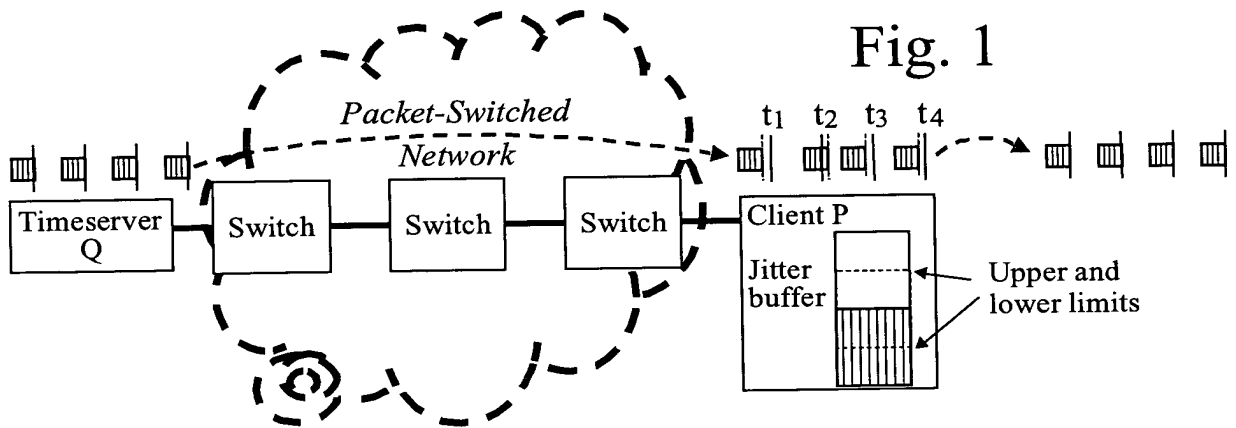 Fig. 1
Packet-Switched
Network
t1 t2 t3 t4
Timeserver
Q
Switch
Switch
Switch
Client P
Jitter
buffer
Upper and
lower limits